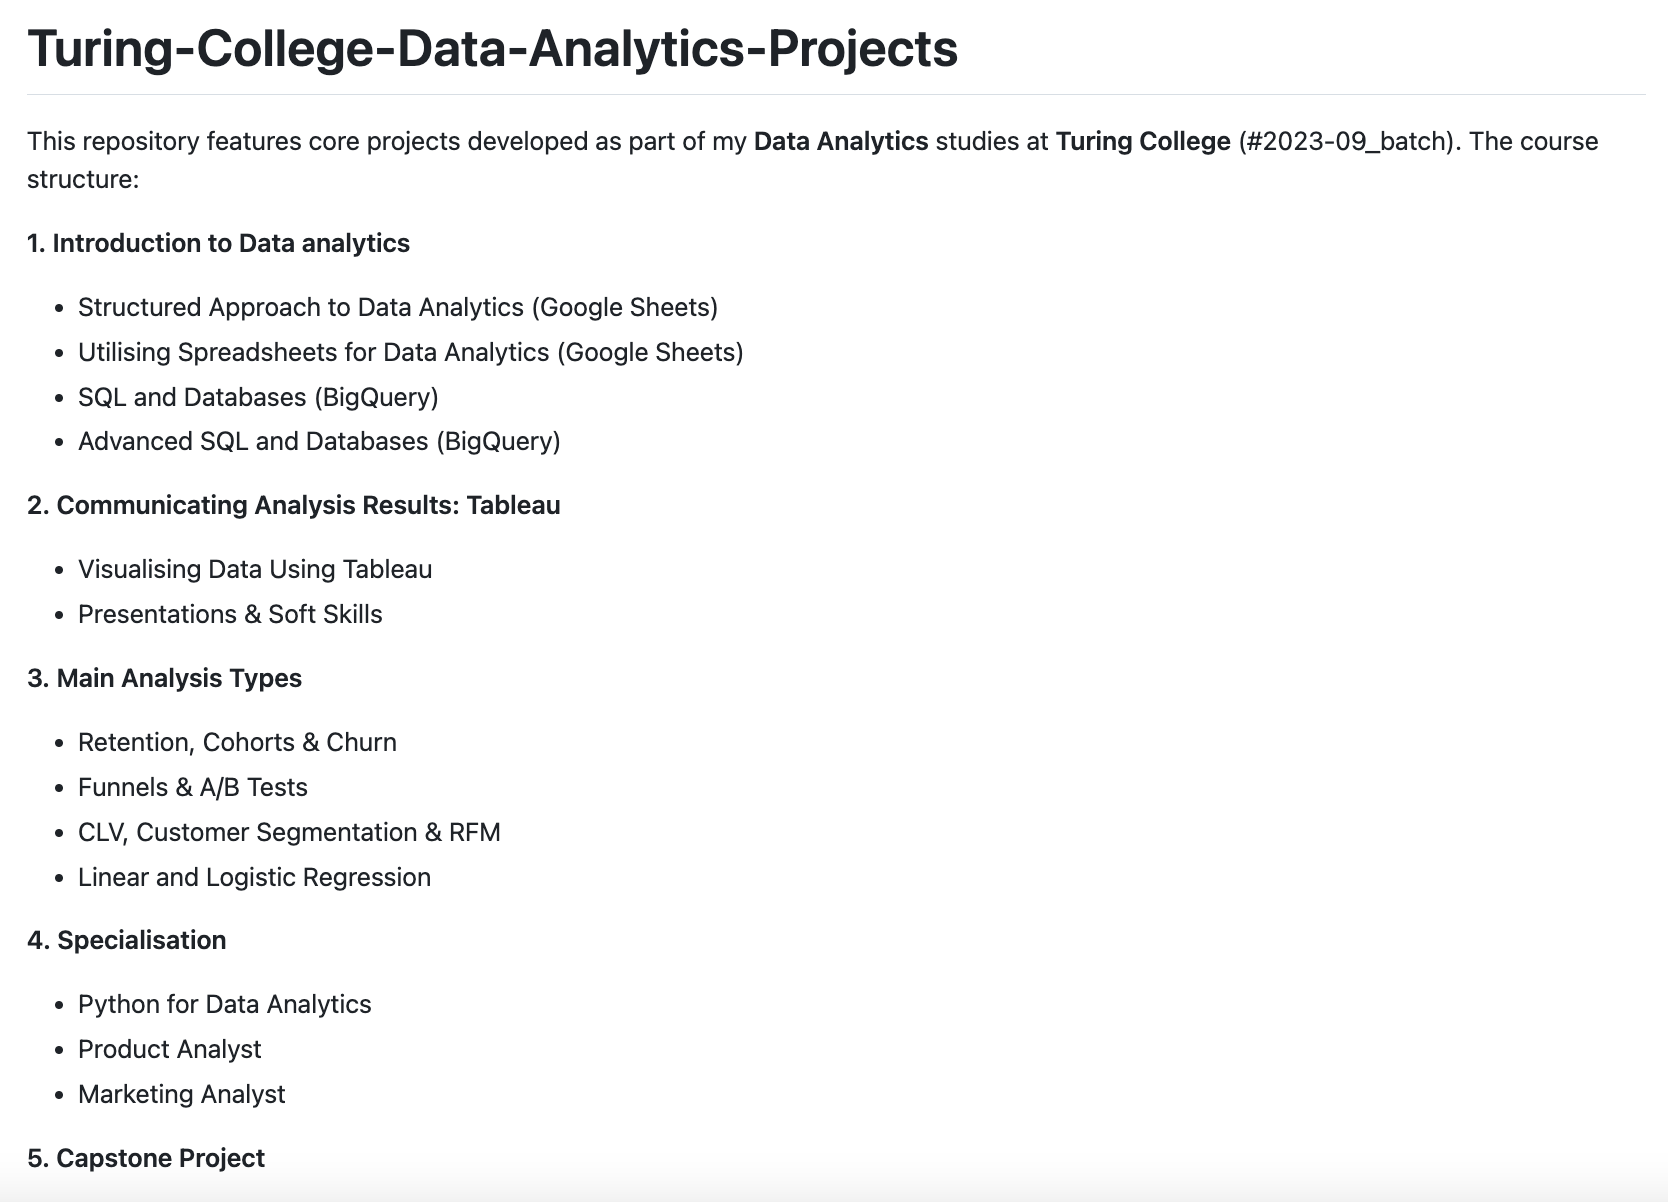 Turing-College-Data-Analytics-Projects
This repository features core projects developed as part of my Data Analytics studies at Turing College (#2023-09_batch). The course
structure:
1. Introduction to Data analytics
• Structured Approach to Data Analytics (Google Sheets)
• Utilising Spreadsheets for Data Analytics (Google Sheets)
• SQL and Databases (BigQuery)
• Advanced SQL and Databases (BigQuery)
2. Communicating Analysis Results: Tableau
• Visualising Data Using Tableau
• Presentations & Soft Skills
3. Main Analysis Types
• Retention, Cohorts & Churn
• Funnels & A/B Tests
• CLV, Customer Segmentation & RFM
• Linear and Logistic Regression
4. Specialisation
• Python for Data Analytics
• Product Analyst
• Marketing Analyst
5. Capstone Project